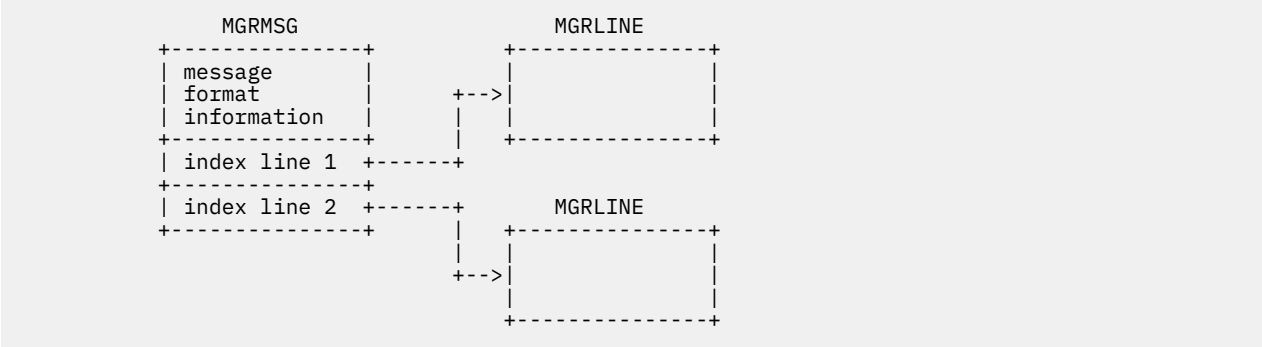 MGRMSG MGRLINE
+---------------+ +---------------+
| message | | |
| format | +-->| |
| information | | | |
+---------------+ | +---------------+
| index line 1 +------+
+---------------+
| index line 2 +------+ MGRLINE
+---------------+ | +---------------+
| | |
+-->| |
| |
+---------------+